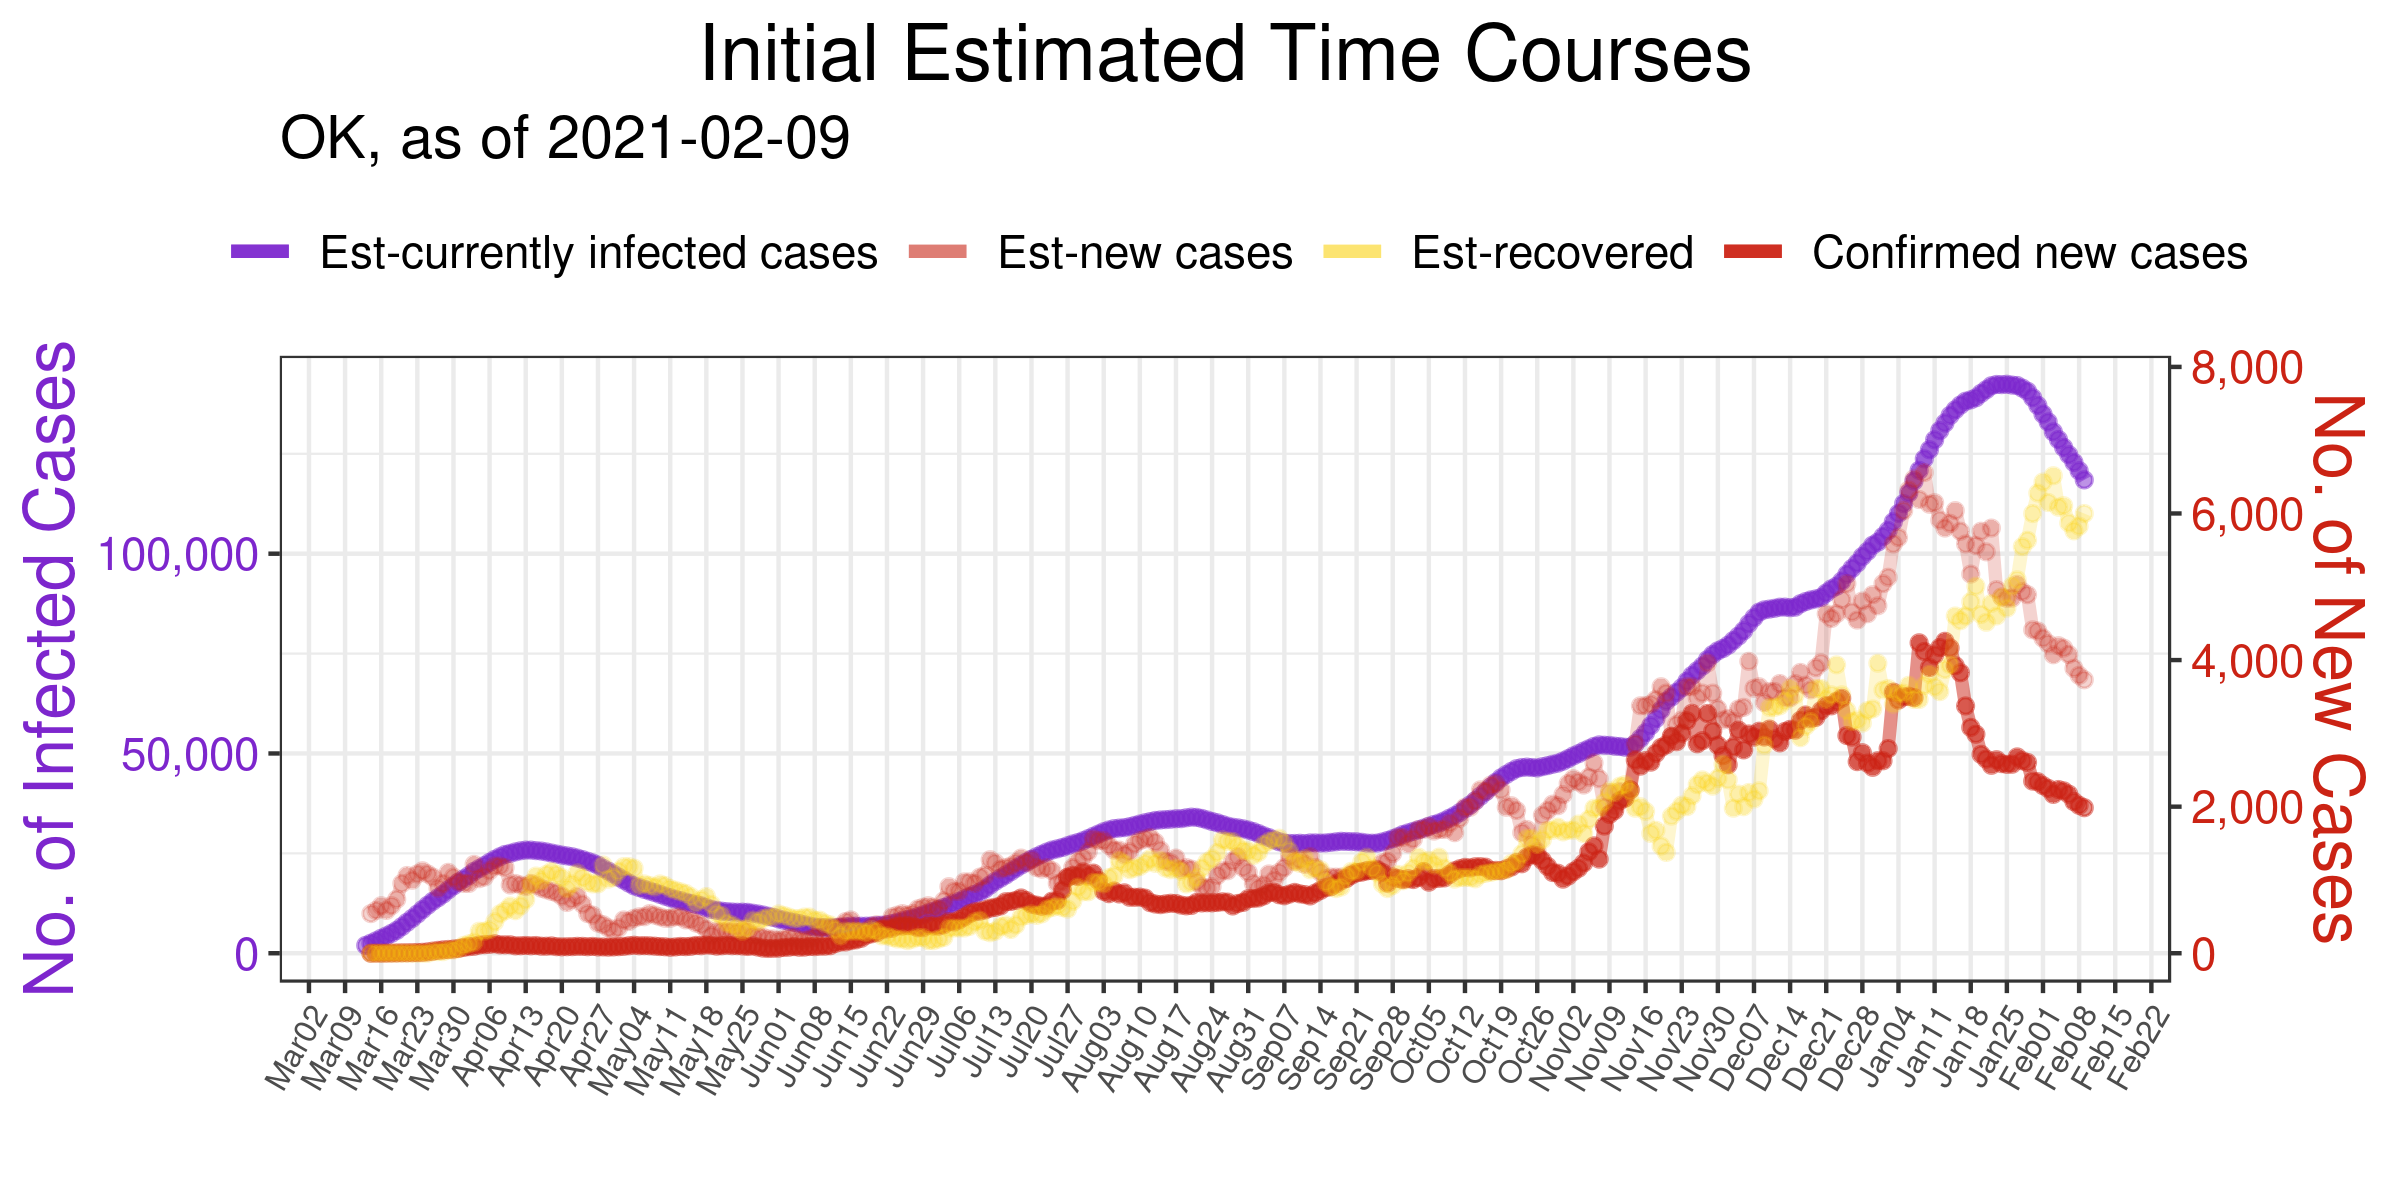 Initial Estimated Time Courses
OK, as of 2021-02-09
Est-currently infected cases Est-new cases Est-recovered Confirmed new cases
No. of Infected Cases
100,000
50,000
0
8,000
6,000
4,000
2,000
0
No. of New Cases
Mar02 Mar09 Mar16 Mar23 Mar30 Apr06 Apr13 Apr20 Apr27 May04 May11 May18 May25 Jun01 Jun08 Jun15 Jun22 Jun29 Jul06 Jul13 Jul20 Jul27 Aug03 Aug10 Aug17 Aug24 Aug31 Sep07 Sep14 Sep21 Sep28 Oct05 Oct12 Oct19 Oct26 Nov02 Nov09 Nov16 Nov23 Nov30 Dec07 Dec14 Dec21 Dec28 Jan04 Jan11 Jan18 Jan25 Feb01 Feb08 Feb15 Feb22